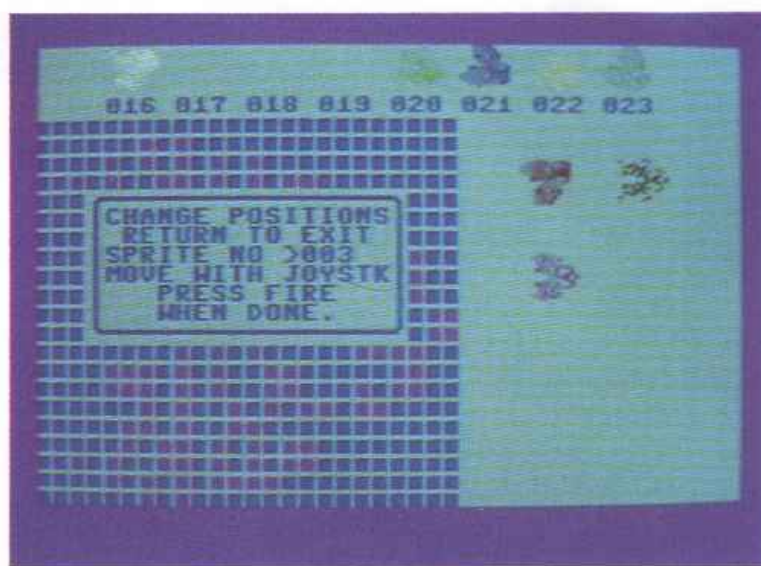 016 017 018 019 020 021 022 023
CHANGE POSITIONS
RETURN TO EXIT
SPRITE NO >003
MOVE WITH JOYSTK
PRESS FIRE
WHEN DONE.